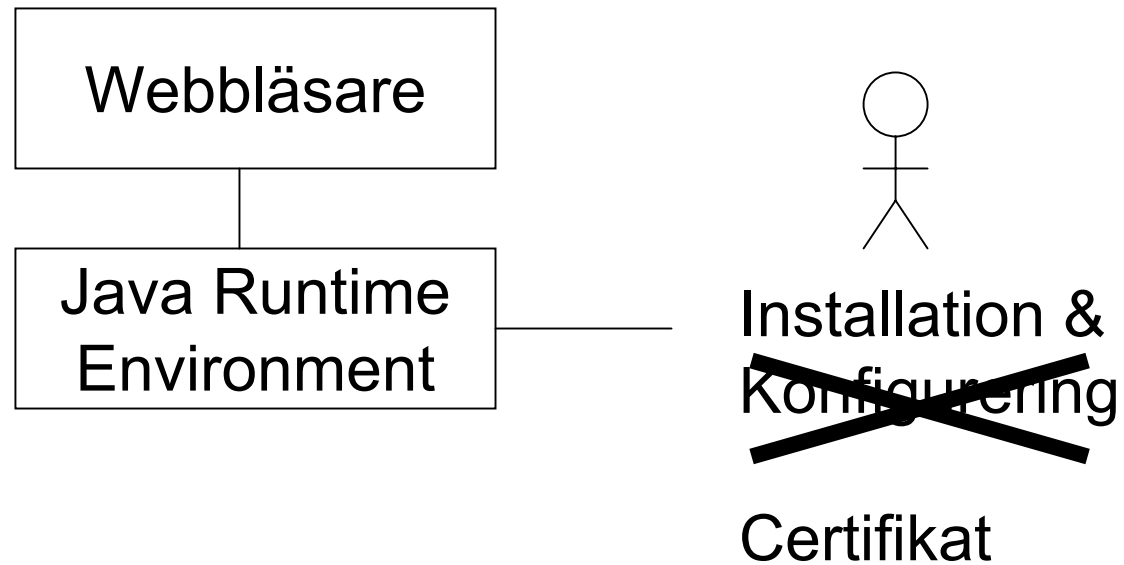 Webbläsare
Java Runtime
Environment
Installation &
Konfigurering
Certifikat